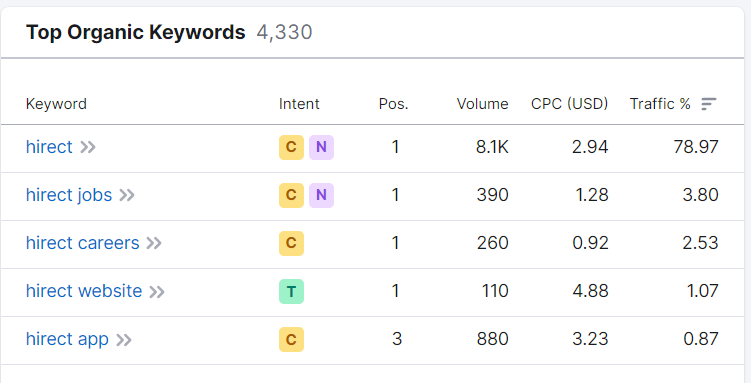 Top Organic Keywords 4,330
Keyword Intent Pos. Volume CPC (USD) Traffic %
hirect C N 1 8.1K 2.94 78.97
hirect jobs C N 1 390 1.28 3.80
hirect careers C 1 260 0.92 2.53
hirect website T 1 110 4.88 1.07
hirect app C 3 880 3.23 0.87